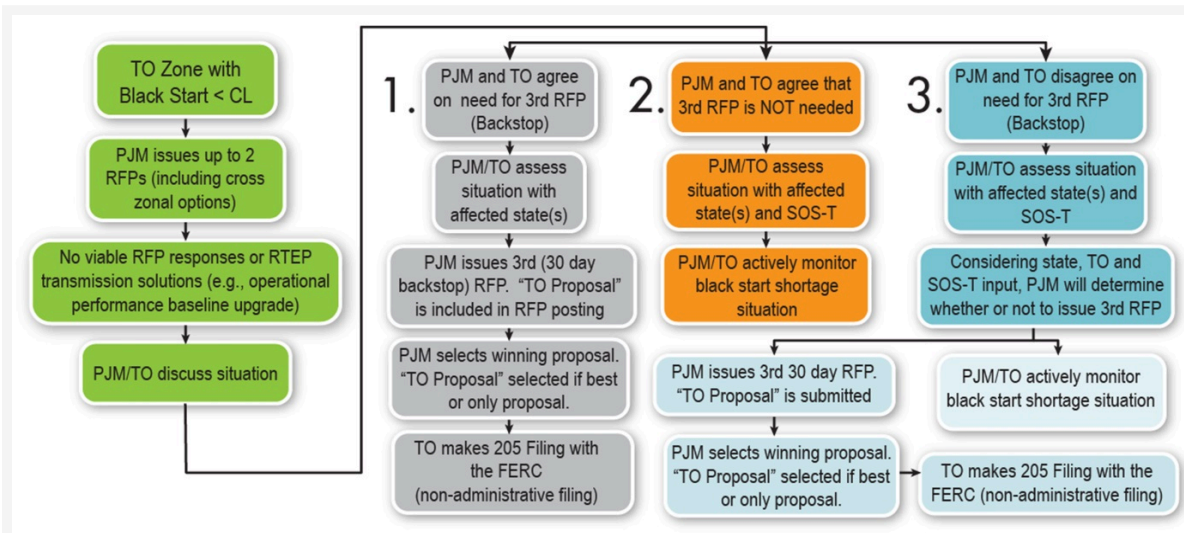 TO Zone with
Black Start < CL
PJM issues up to 2
RFPs (including cross
zonal options)
No viable RFP responses or RTEP
transmission solutions (e.g., operational
performance baseline upgrade)
PJM/TO discuss situation
1.
PJM and TO agree
on need for 3rd RFP
(Backstop)
PJM/TO assess
situation with
affected state(s)
PJM issues 3rd (30 day
backstop) RFP. “TO Proposal”
is included in RFP posting
PJM selects winning proposal.
“TO Proposal” selected if best
or only proposal.
TO makes 205 Filing with
the FERC
(non-administrative filing)
2.
PJM and TO agree that
3rd RFP is NOT needed
PJM/TO assess
situation with affected
state(s) and SOS-T
PJM/TO actively monitor
black start shortage
situation
3.
PJM and TO disagree on
need for 3rd RFP
(Backstop)
PJM/TO assess situation
with affected state(s) and
SOS-T
Considering state, TO and
SOS-T input, PJM will determine
whether or not to issue 3rd RFP
PJM issues 3rd 30 day RFP.
“TO Proposal” is submitted
PJM selects winning proposal.
“TO Proposal” selected if best
or only proposal.
TO makes 205 Filing with the
FERC (non-administrative filing)
PJM/TO actively monitor
black start shortage situation